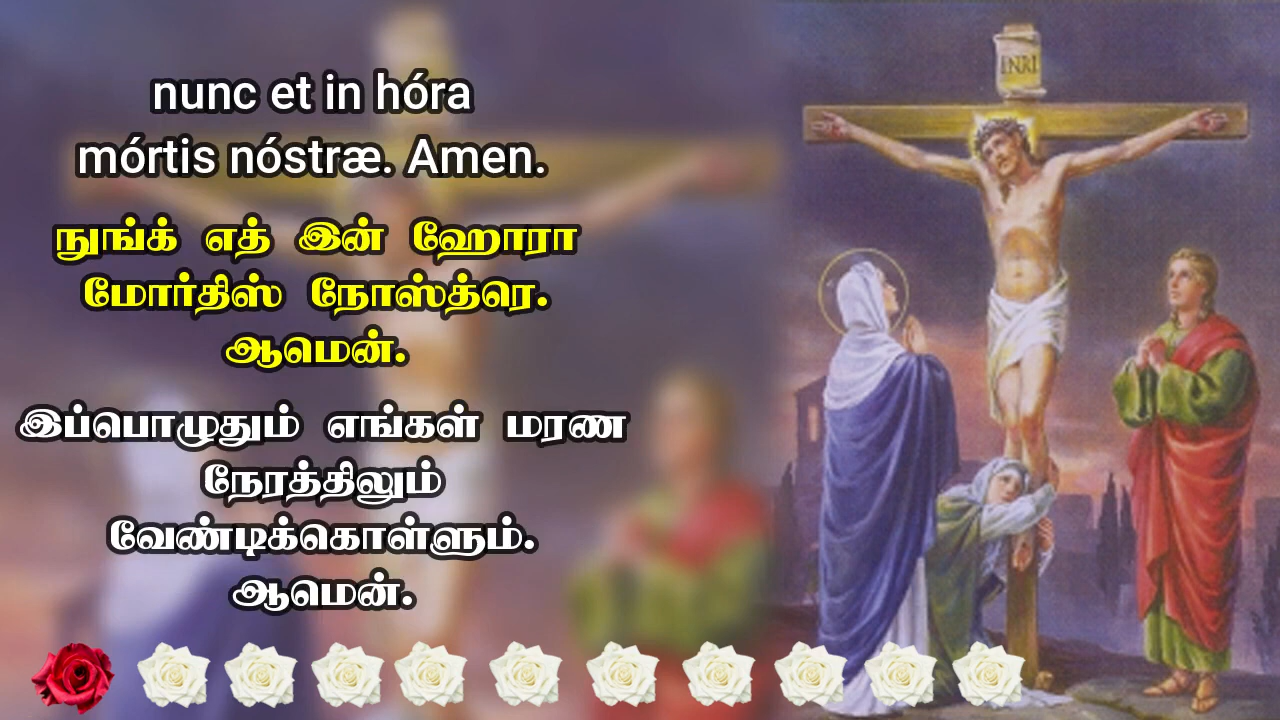 nunc et in hóra
mórtis nóstræ. Amen.
நுங்க் எத் இன் ஹோரா
மோர்திஸ் நோஸ்த்ரெ.
ஆமென்.
இப்பொழுதும் எங்கள் மரண
நேரத்திலும்
வேண்டிக்கொள்ளும்.
ஆமென்.
INRI